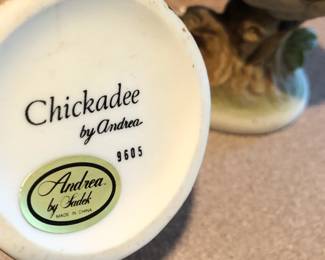 Chickadee
by Andrea
9605
Andrea
by Sadek
MADE IN CHINA